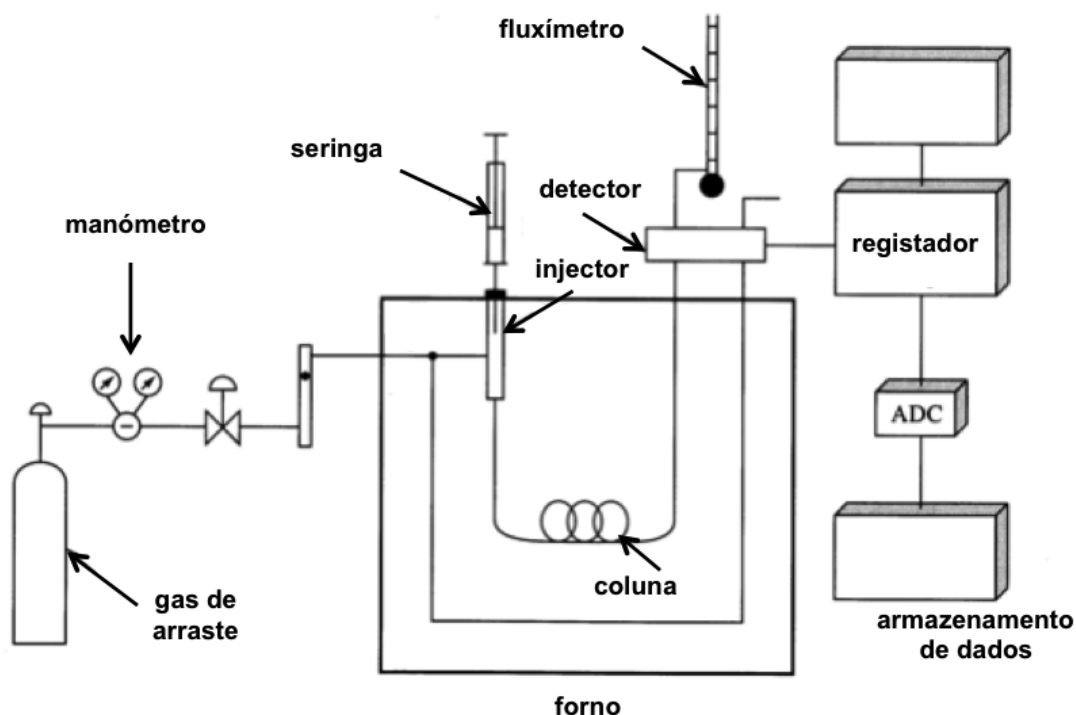 fluxímetro
seringa
detector
manómetro
registador
injector
ADC
coluna
gas de
arraste
armazenamento
de dados
forno